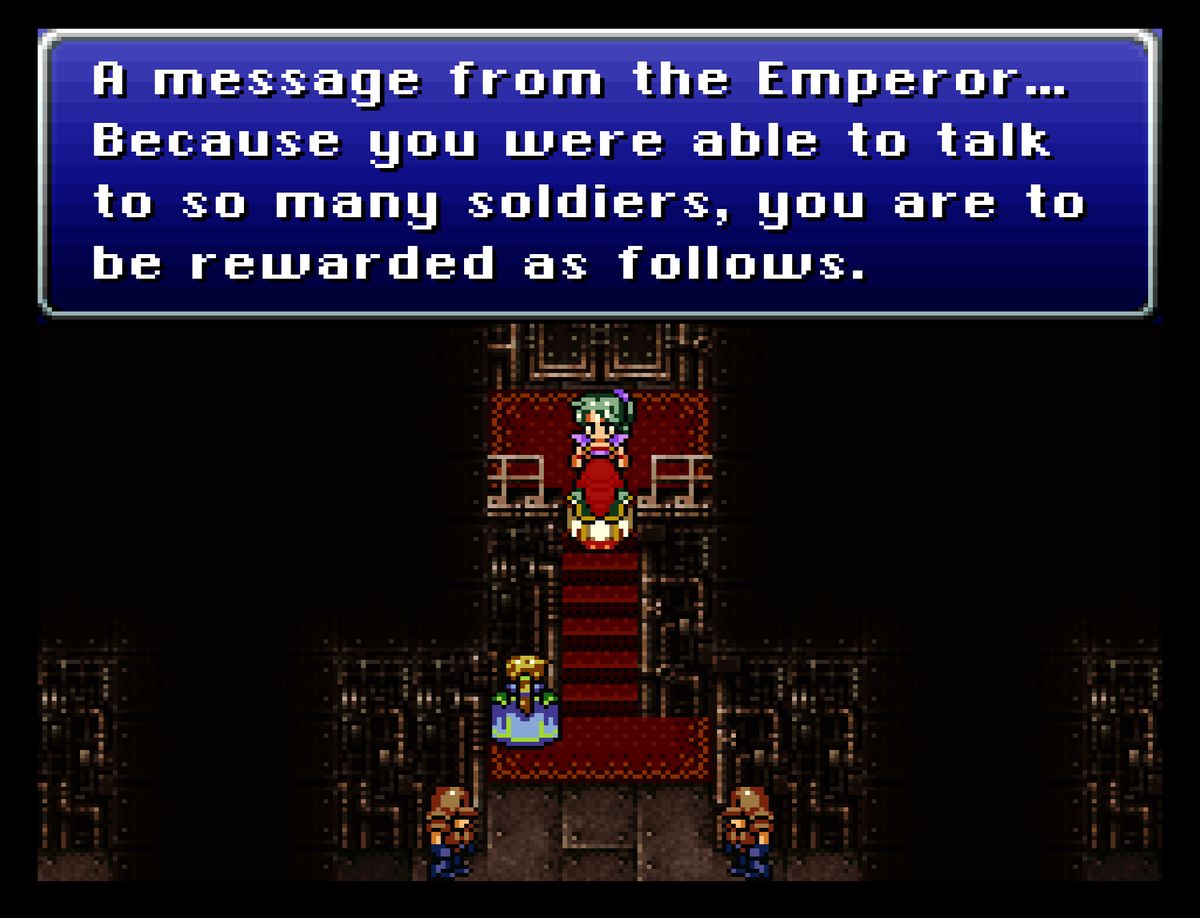 A message from the Emperor…
Because you were able to talk
to so many soldiers, you are to
be rewarded as follows.